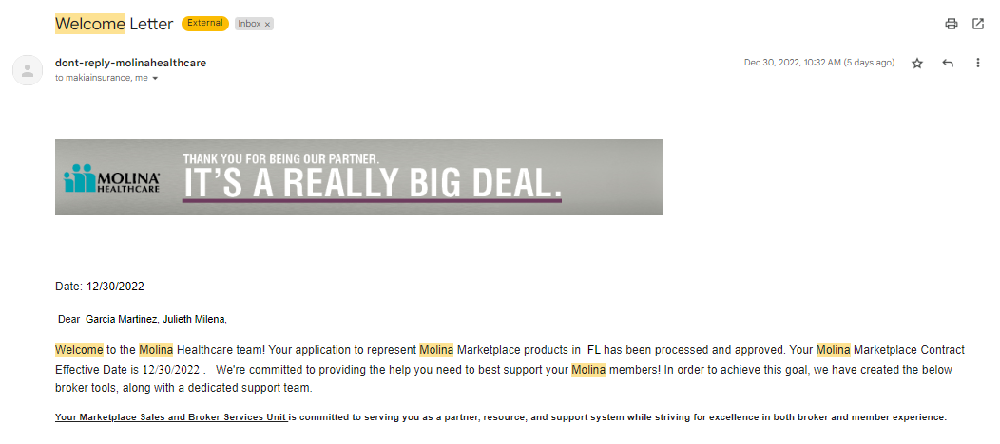 Welcome Letter External Inbox ×
dont-reply-molinahealthcare
Dec 30, 2022, 10:32 AM (5 days ago)
to makiainsurance, me
MOLINA
HEALTHCARE
THANK YOU FOR BEING OUR PARTNER.
IT'S A REALLY BIG DEAL.
Date: 12/30/2022
Dear Garcia Martinez, Julieth Milena,
Welcome to the Molina Healthcare team! Your application to represent Molina Marketplace products in FL has been processed and approved. Your Molina Marketplace Contract
Effective Date is 12/30/2022 . We're committed to providing the help you need to best support your Molina members! In order to achieve this goal, we have created the below
broker tools, along with a dedicated support team.
Your Marketplace Sales and Broker Services Unit is committed to serving you as a partner, resource, and support system while striving for excellence in both broker and member experience.